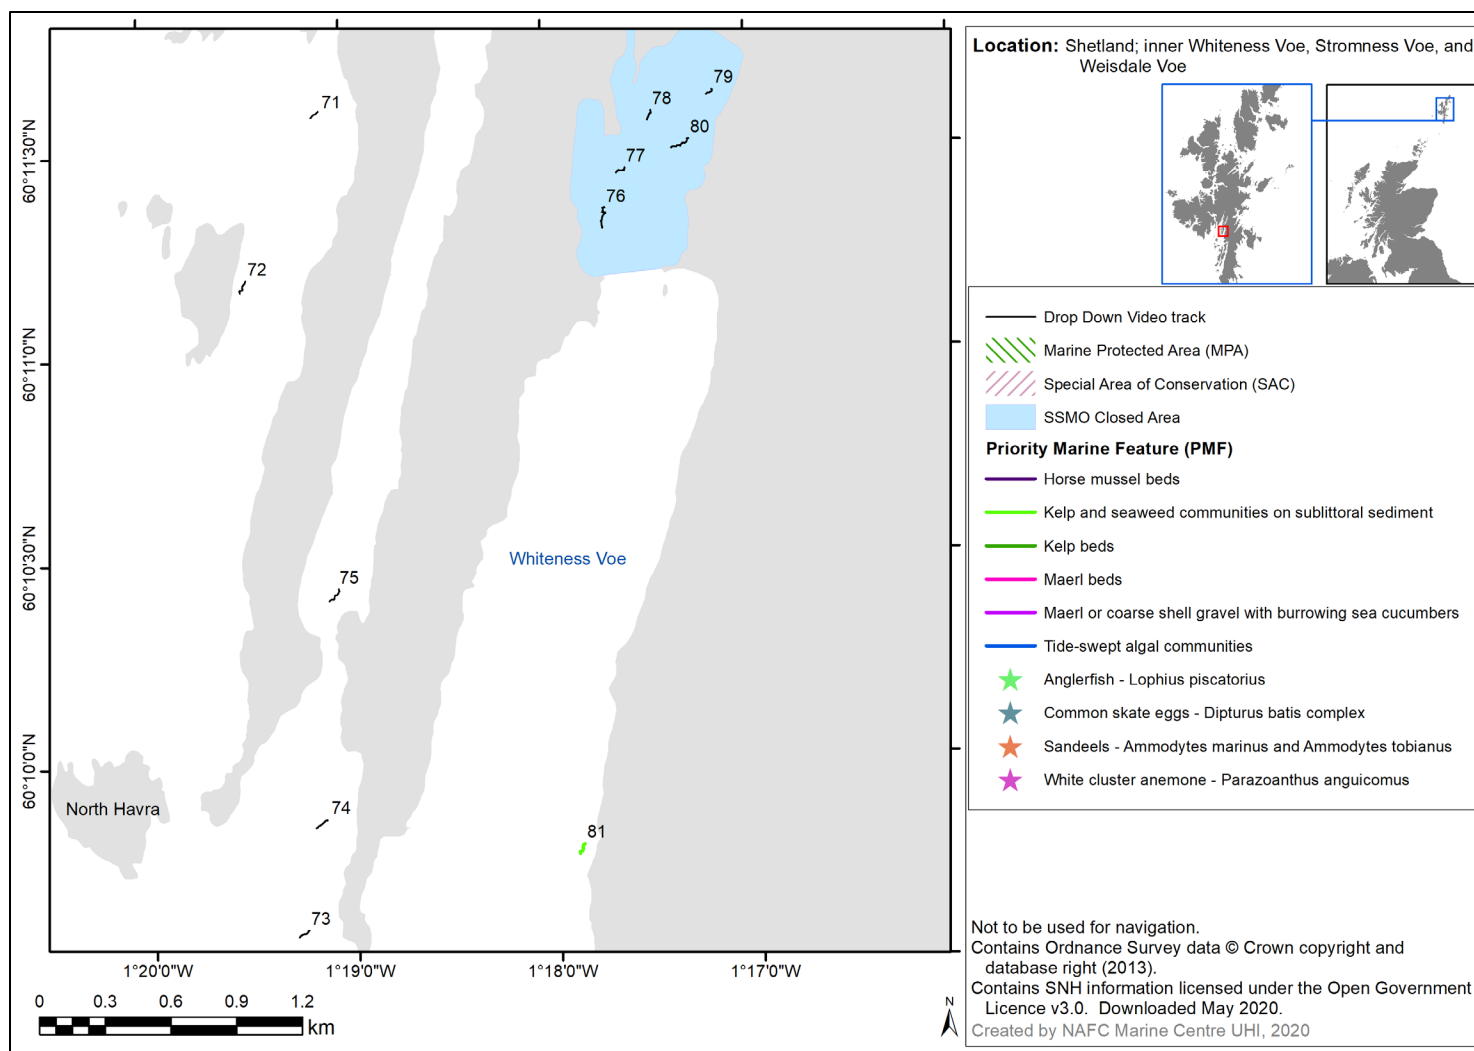 71
72
73
74
75
76
77
78
79
80
81
Whiteness Voe
North Havra
60°11'30"N
60°11'0"N
60°10'30"N
60°10'0"N
1°20'0"W
1°19'0"W
1°18'0"W
1°17'0"W
0 0.3 0.6 0.9 1.2
km
N
Location: Shetland; inner Whiteness Voe, Stromness Voe, and
Weisdale Voe
Drop Down Video track
Marine Protected Area (MPA)
Special Area of Conservation (SAC)
SSMO Closed Area
Priority Marine Feature (PMF)
Horse mussel beds
Kelp and seaweed communities on sublittoral sediment
Kelp beds
Maerl beds
Maerl or coarse shell gravel with burrowing sea cucumbers
Tide-swept algal communities
Anglerfish - Lophius piscatorius
Common skate eggs - Dipturus batis complex
Sandeels - Ammodytes marinus and Ammodytes tobianus
White cluster anemone - Parazoanthus anguicomus
Not to be used for navigation.
Contains Ordnance Survey data © Crown copyright and
database right (2013).
Contains SNH information licensed under the Open Government
Licence v3.0. Downloaded May 2020.
Created by NAFC Marine Centre UHI, 2020